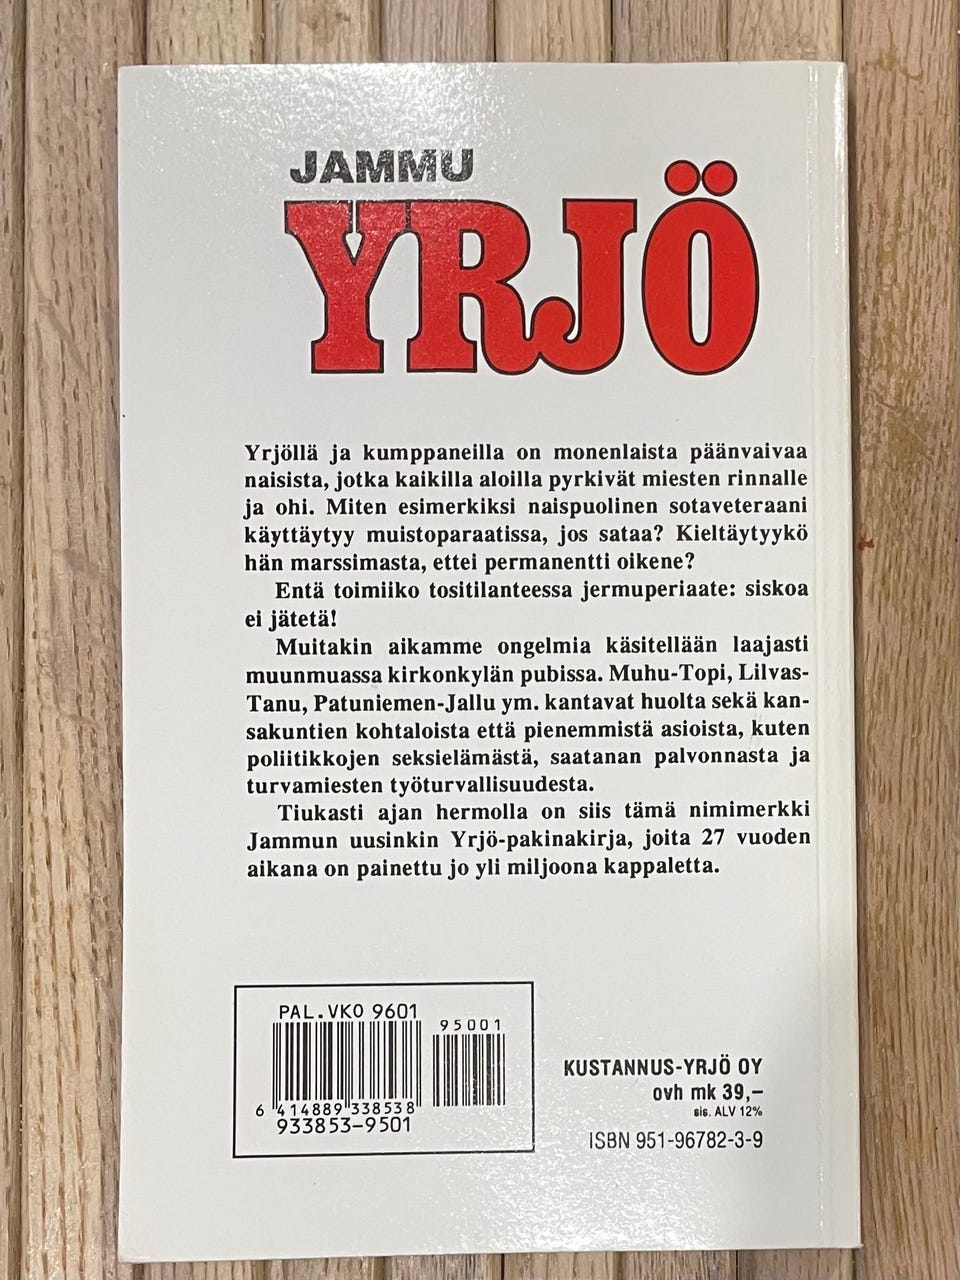 JAMMU
YRJÖ
Yrjöllä ja kumppaneilla on monenlaista päänvaivaa
naisista, jotka kaikilla aloilla pyrkivät miesten rinnalle
ja ohi. Miten esimerkiksi naispuolinen sotaveteraani
käyttäytyy muistoparaatissa, jos sataa? Kieltäytyykö
hän marssimasta, ettei permanentti oikene?
Entä toimiiko tositilanteessa jermuperiaate: siskoa
ei jätetä!
Muitakin aikamme ongelmia käsitellään laajasti
muunmuassa kirkonkylän pubissa. Muhu-Topi, Lilvas-
Tanu, Patuniemen-Jallu ym. kantavat huolta sekä kan-
sakuntien kohtaloista että pienemmistä asioista, kuten
poliitikkojen seksielämästä, saatanan palvonnasta ja
turvamiesten työturvallisuudesta.
Tiukasti ajan hermolla on siis tämä nimimerkki
Jammun uusinkin Yrjö-pakinakirja, joita 27 vuoden
aikana on painettu jo yli miljoona kappaletta.
PAL.VKO 9601
95001
6 414889 338538
933853-9501
KUSTANNUS-YRJÖ OY
ovh mk 39,–
sis. ALV 12%
ISBN 951-96782-3-9